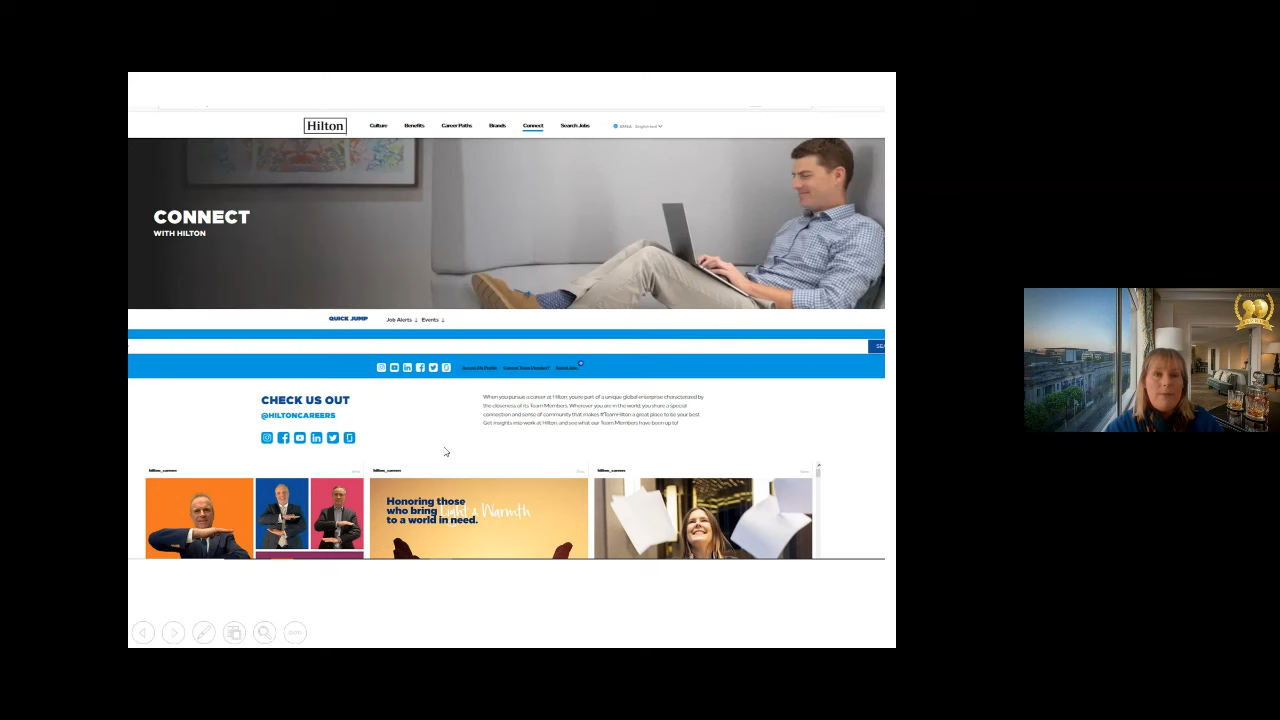 Hilton
Culture Benefits Career Paths Brands Connect Search Jobs
CONNECT
WITH HILTON
QUICK JUMP Job Alerts ↓ Events ↓
SEA
CHECK US OUT
@HILTONCAREERS
When you pursue a career at Hilton, you're part of a unique global enterprise characterized by
the closeness of its Team Members. Wherever you are in the world, you share a special
connection and sense of community that makes #TeamHilton a great place to be your best.
Get insights into work at Hilton and see what our Team Members have been up to!
hilton_careers
hilton_careers
hilton_careers
Honoring those
who bring Light & Warmth
to a world in need.